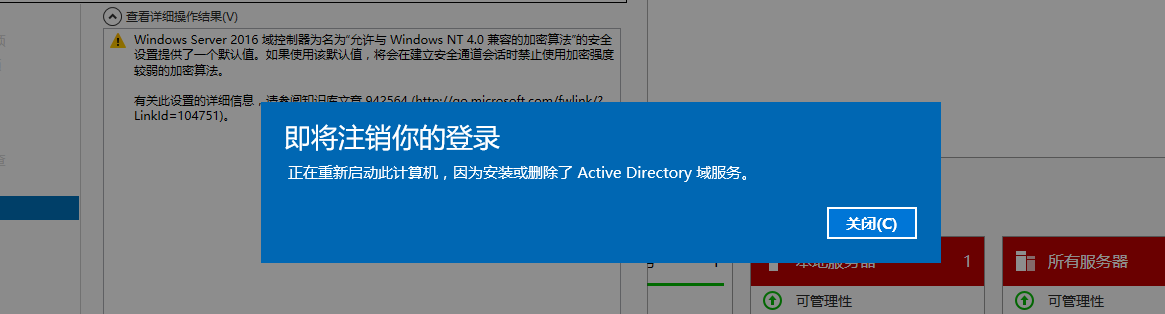 查看详细操作结果(V)
Windows Server 2016 域控制器为名为“允许与 Windows NT 4.0 兼容的加密算法”的安全
设置提供了一个默认值。如果使用该默认值，将会在建立安全通道会话时禁止使用加密强度
较弱的加密算法。
有关此设置的详细信息，请参阅知识库文章 942564 (http://go.microsoft.com/fwlink/?
LinkId=104751)。
即将注销你的登录
正在重新启动此计算机，因为安装或删除了 Active Directory 域服务。
关闭(C)
1
本地服务器 1
所有服务器
可管理性
可管理性